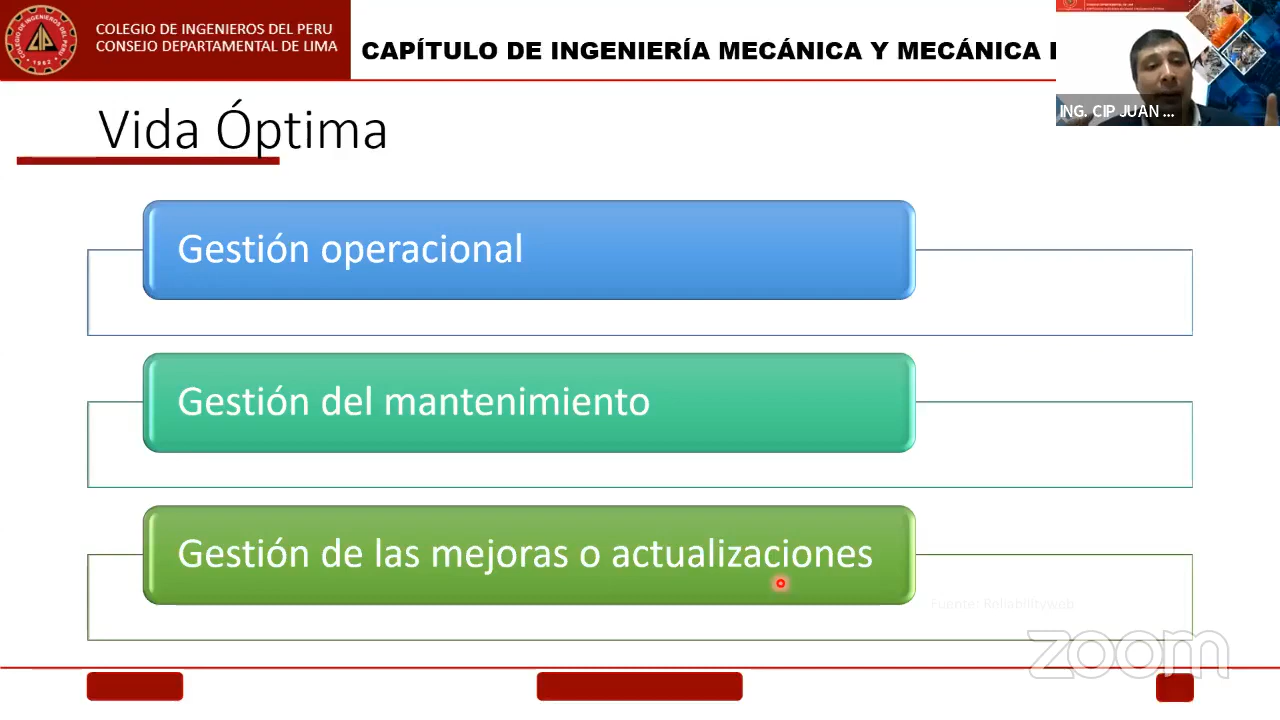 COLEGIO DE INGENIEROS DEL PERU
CONSEJO DEPARTAMENTAL DE LIMA
CAPÍTULO DE INGENIERÍA MECÁNICA Y MECÁNICA
ING. CIP JUAN ...
Vida Óptima
Gestión operacional
Gestión del mantenimiento
Gestión de las mejoras o actualizaciones
Fuente: Reliabilityweb
zoom